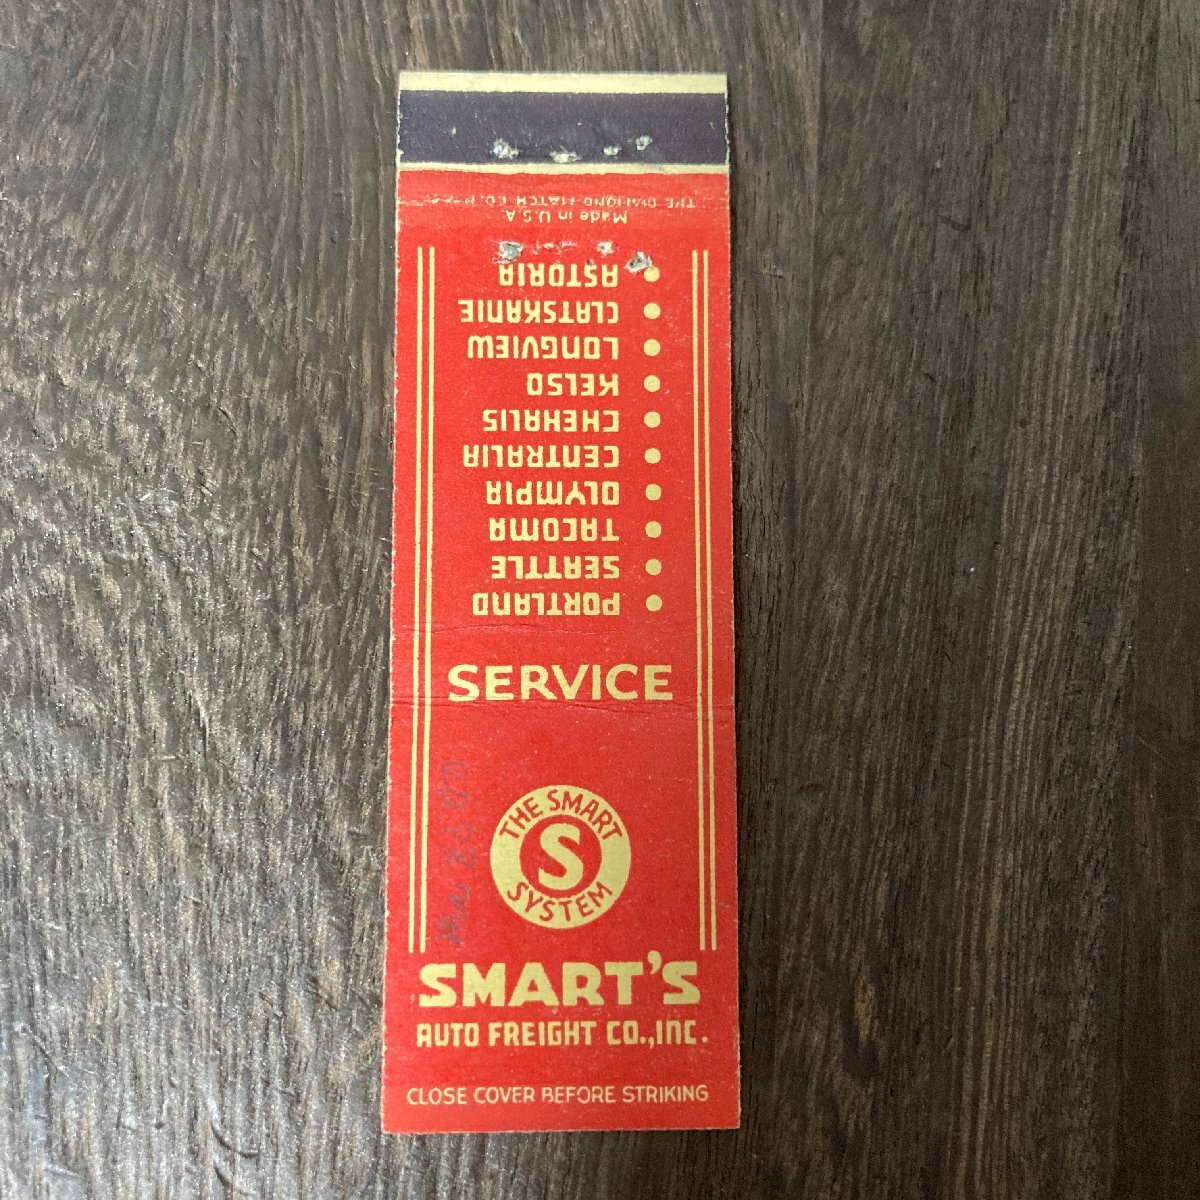 SERVICE
THE SMART
S
SYSTEM
SMART'S
AUTO FREIGHT CO., INC.
CLOSE COVER BEFORE STRIKING
• PORTLAND
• SEATTLE
• TACOMA
• OLYMPIA
• CENTRALIA
• CHEHALIS
• KELSO
• LONGVIEW
• CLATSKANIE
• ASTORIA
Made in U.S.A.
THE DIAMOND MATCH CO.